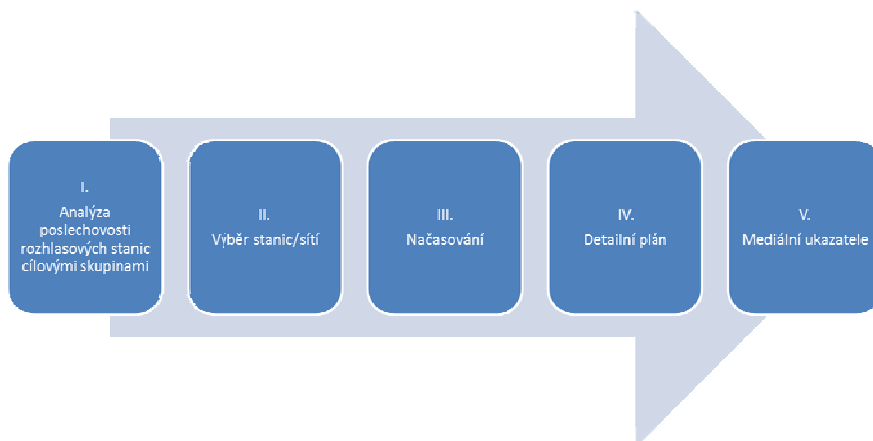 I.
Analýza
poslechovosti
rozhlasových stanic
cílovými skupinami
II.
Výběr stanic/sítí
III.
Načasování
IV.
Detailní plán
V.
Mediální ukazatele